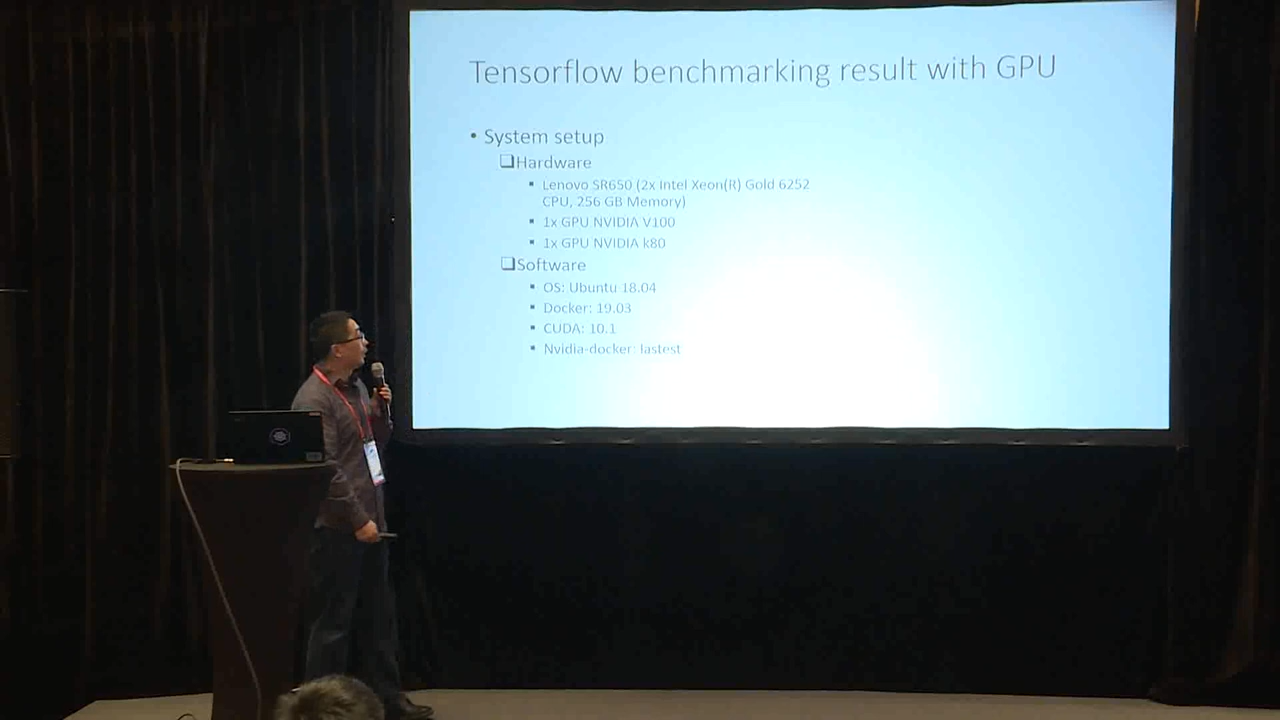 Tensorflow benchmarking result with GPU
• System setup
❑Hardware
▪ Lenovo SR650 (2x Intel Xeon(R) Gold 6252
CPU, 256 GB Memory)
▪ 1x GPU NVIDIA V100
▪ 1x GPU NVIDIA k80
❑Software
▪ OS: Ubuntu 18.04
▪ Docker: 19.03
▪ CUDA: 10.1
▪ Nvidia-docker: lastest